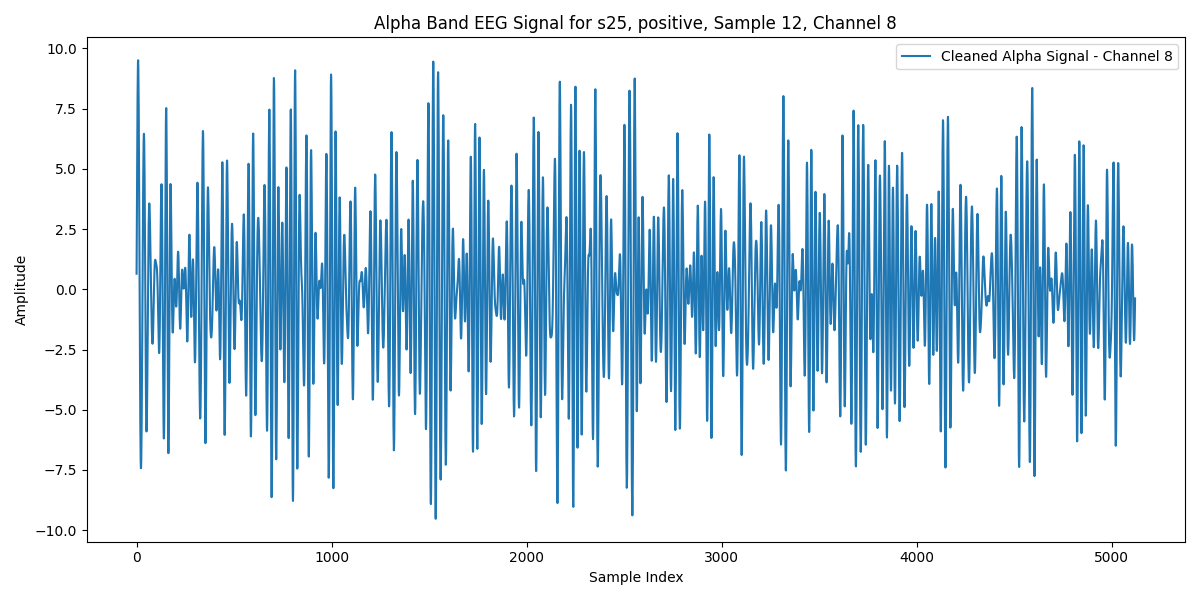 Alpha Band EEG Signal for s25, positive, Sample 12, Channel 8
Cleaned Alpha Signal - Channel 8
Amplitude
10.0
7.5
5.0
2.5
0.0
−2.5
−5.0
−7.5
−10.0
0 1000 2000 3000 4000 5000
Sample Index